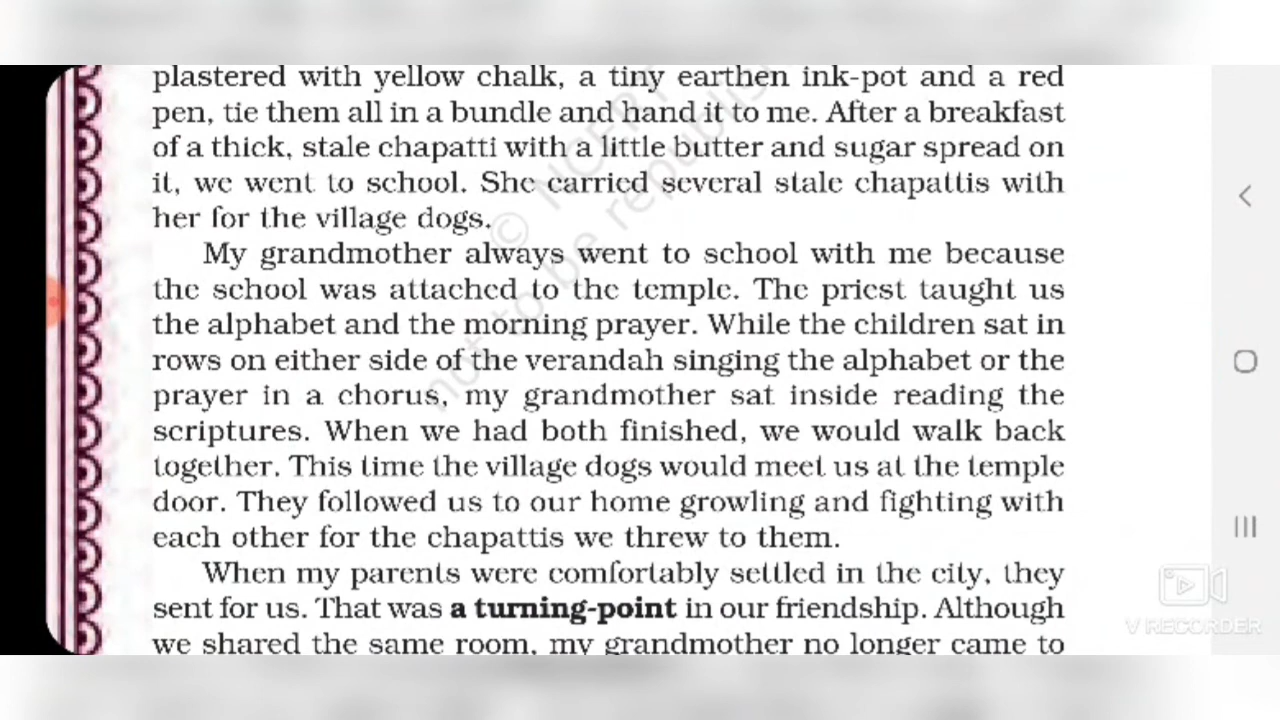 plastered with yellow chalk, a tiny earthen ink-pot and a red
pen, tie them all in a bundle and hand it to me. After a breakfast
of a thick, stale chapatti with a little butter and sugar spread on
it, we went to school. She carried several stale chapattis with
her for the village dogs.
My grandmother always went to school with me because
the school was attached to the temple. The priest taught us
the alphabet and the morning prayer. While the children sat in
rows on either side of the verandah singing the alphabet or the
prayer in a chorus, my grandmother sat inside reading the
scriptures. When we had both finished, we would walk back
together. This time the village dogs would meet us at the temple
door. They followed us to our home growling and fighting with
each other for the chapattis we threw to them.
When my parents were comfortably settled in the city, they
sent for us. That was a turning-point in our friendship. Although
we shared the same room, my grandmother no longer came to
© NCERT
not to be republis
V RECORDER